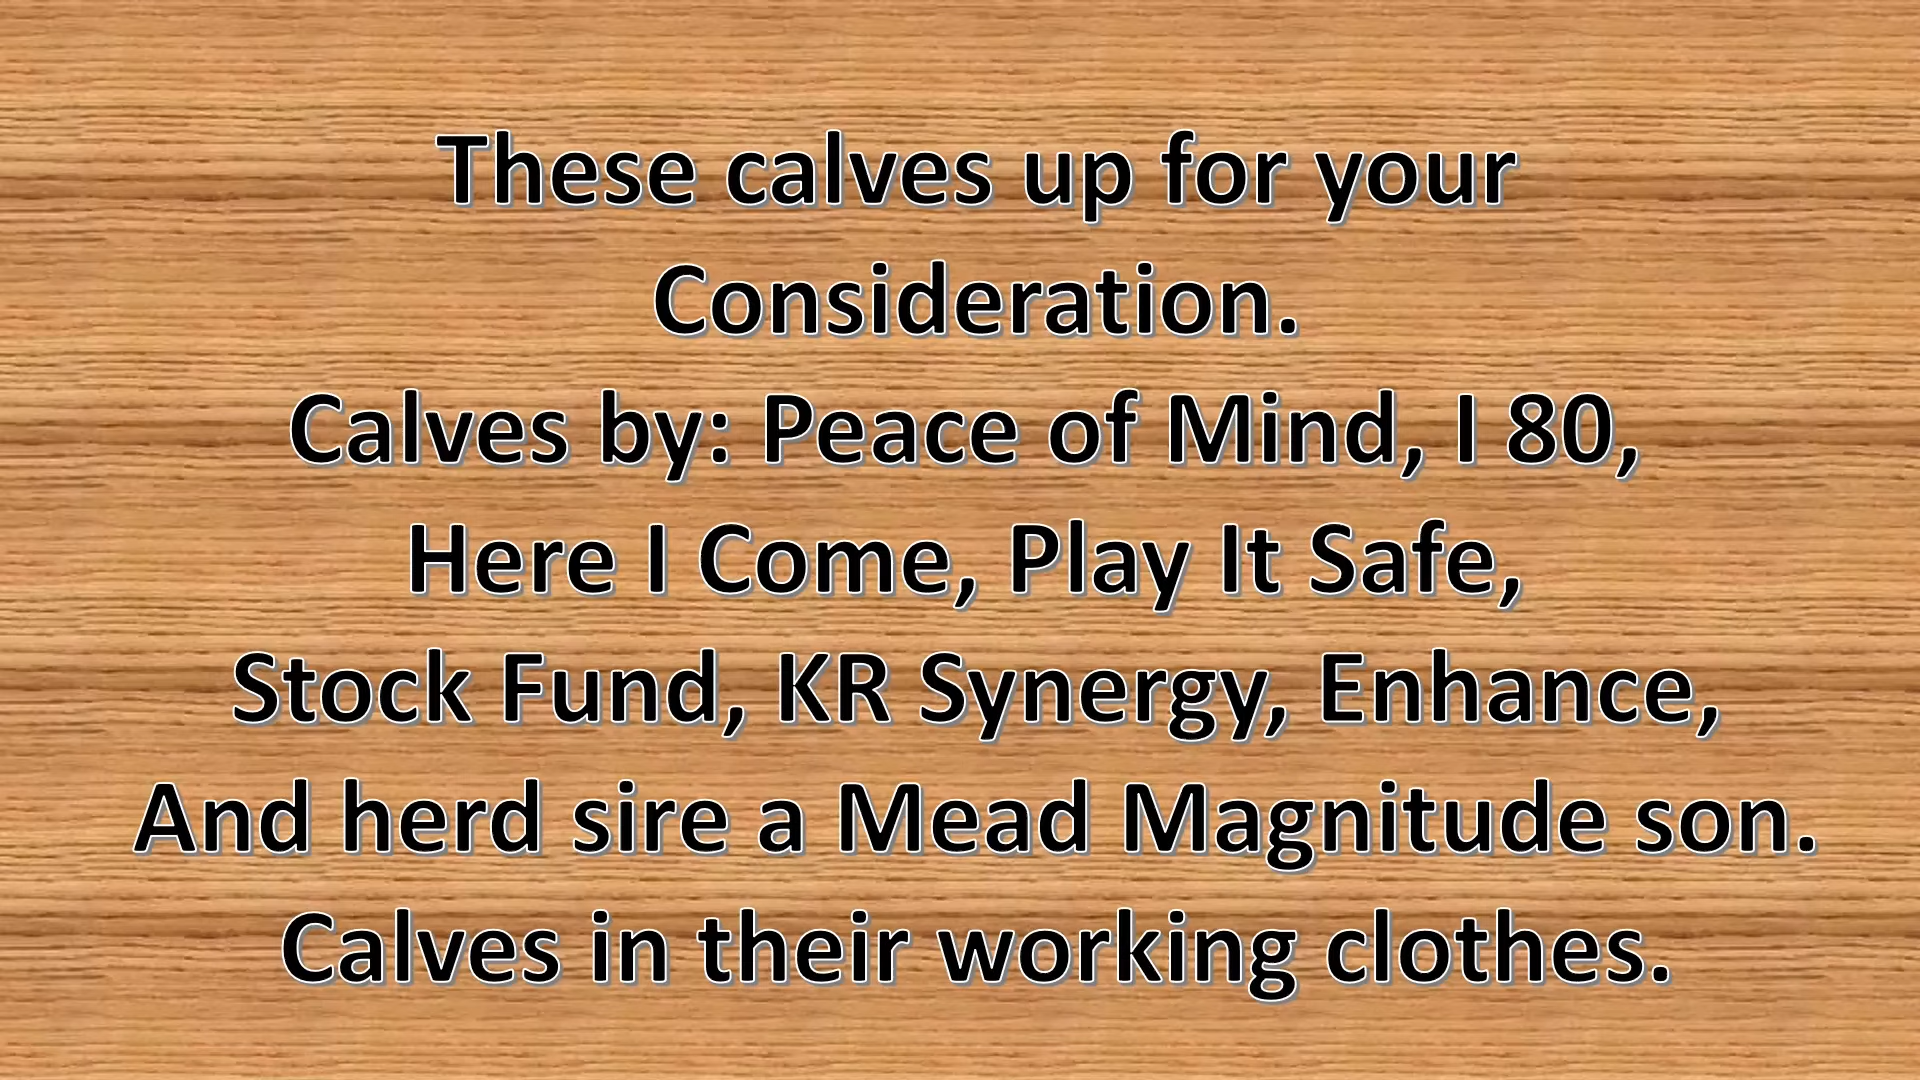 These calves up for your
Consideration.
Calves by: Peace of Mind, I 80,
Here I Come, Play It Safe,
Stock Fund, KR Synergy, Enhance,
And herd sire a Mead Magnitude son.
Calves in their working clothes.